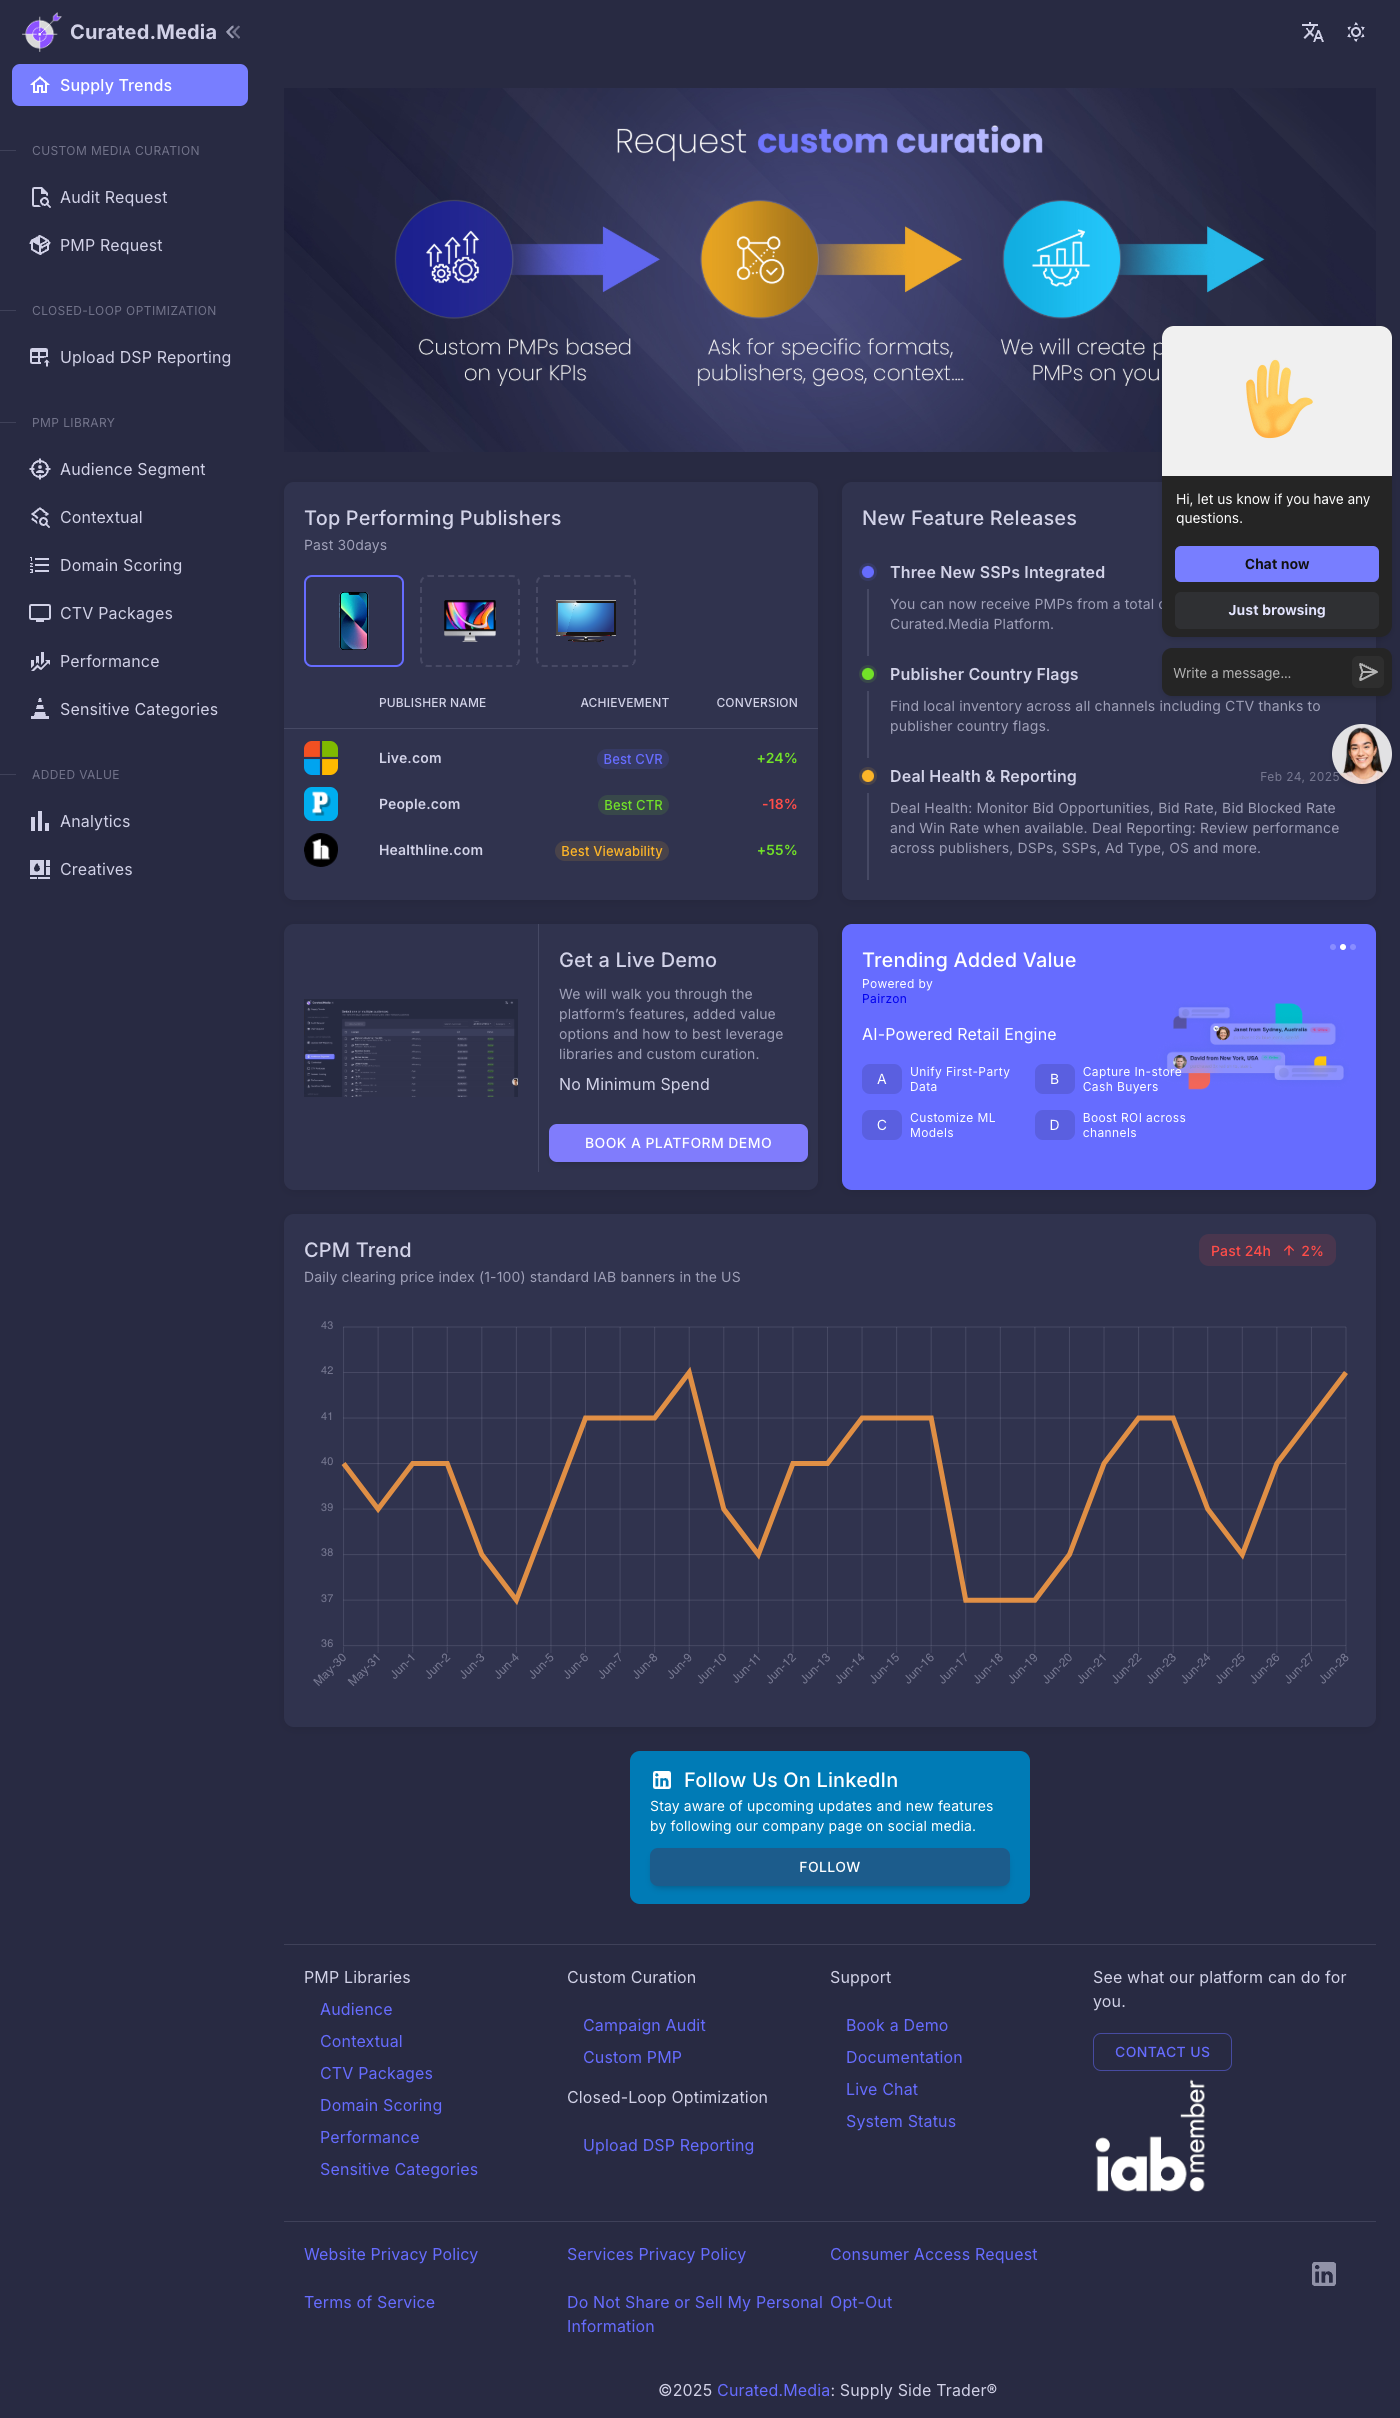 Curated.Media
Supply Trends
CUSTOM MEDIA CURATION
Audit Request
PMP Request
CLOSED-LOOP OPTIMIZATION
Upload DSP Reporting
PMP LIBRARY
Audience Segment
Contextual
Domain Scoring
CTV Packages
Performance
Sensitive Categories
ADDED VALUE
Analytics
Creatives
Request custom curation
Custom PMPs based
on your KPIs
Ask for specific formats,
publishers, geos, context....
We will create p
PMPs on you
Hi, let us know if you have any
questions.
Chat now
Just browsing
Write a message...
Top Performing Publishers
Past 30days
PUBLISHER NAME ACHIEVEMENT CONVERSION
Live.com Best CVR +24%
People.com Best CTR -18%
Healthline.com Best Viewability +55%
New Feature Releases
Three New SSPs Integrated
You can now receive PMPs from a total
Curated.Media Platform.
Publisher Country Flags
Find local inventory across all channels including CTV thanks to
publisher country flags.
Deal Health & Reporting Feb 24, 2025
Deal Health: Monitor Bid Opportunities, Bid Rate, Bid Blocked Rate
and Win Rate when available. Deal Reporting: Review performance
across publishers, DSPs, SSPs, Ad Type, OS and more.
Get a Live Demo
We will walk you through the
platform's features, added value
options and how to best leverage
libraries and custom curation.
No Minimum Spend
BOOK A PLATFORM DEMO
Trending Added Value
Powered by
Pairzon
AI-Powered Retail Engine
A Unify First-Party
Data
B Capture In-store
Cash Buyers
C Customize ML
Models
D Boost ROI across
channels
Janet from Sydney, Australia
David from New York, USA
CPM Trend
Daily clearing price index (1-100) standard IAB banners in the US
Past 24h ↑ 2%
43
42
41
40
39
38
37
36
May-30 May-31 Jun-1 Jun-2 Jun-3 Jun-4 Jun-5 Jun-6 Jun-7 Jun-8 Jun-9 Jun-10 Jun-11 Jun-12 Jun-13 Jun-14 Jun-15 Jun-16 Jun-17 Jun-18 Jun-19 Jun-20 Jun-21 Jun-22 Jun-23 Jun-24 Jun-25 Jun-26 Jun-27 Jun-28
Follow Us On LinkedIn
Stay aware of upcoming updates and new features
by following our company page on social media.
FOLLOW
PMP Libraries
Audience
Contextual
CTV Packages
Domain Scoring
Performance
Sensitive Categories
Custom Curation
Campaign Audit
Custom PMP
Closed-Loop Optimization
Upload DSP Reporting
Support
Book a Demo
Documentation
Live Chat
System Status
See what our platform can do for
you.
CONTACT US
iab. member
Website Privacy Policy
Services Privacy Policy
Consumer Access Request
Terms of Service
Do Not Share or Sell My Personal
Information
Opt-Out
©2025 Curated.Media: Supply Side Trader®